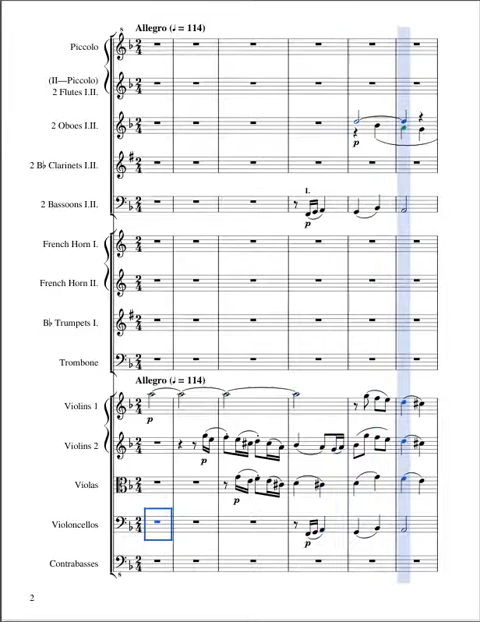 Allegro (♩ = 114)
Piccolo
(II—Piccolo)
2 Flutes I.II.
2 Oboes I.II.
p
2 B♭ Clarinets I.II.
I.
2 Bassoons I.II.
p
French Horn I.
French Horn II.
B♭ Trumpets I.
Trombone
Allegro (♩ = 114)
Violins 1
p
Violins 2
p
Violas
p
Violoncellos
p
Contrabasses
2